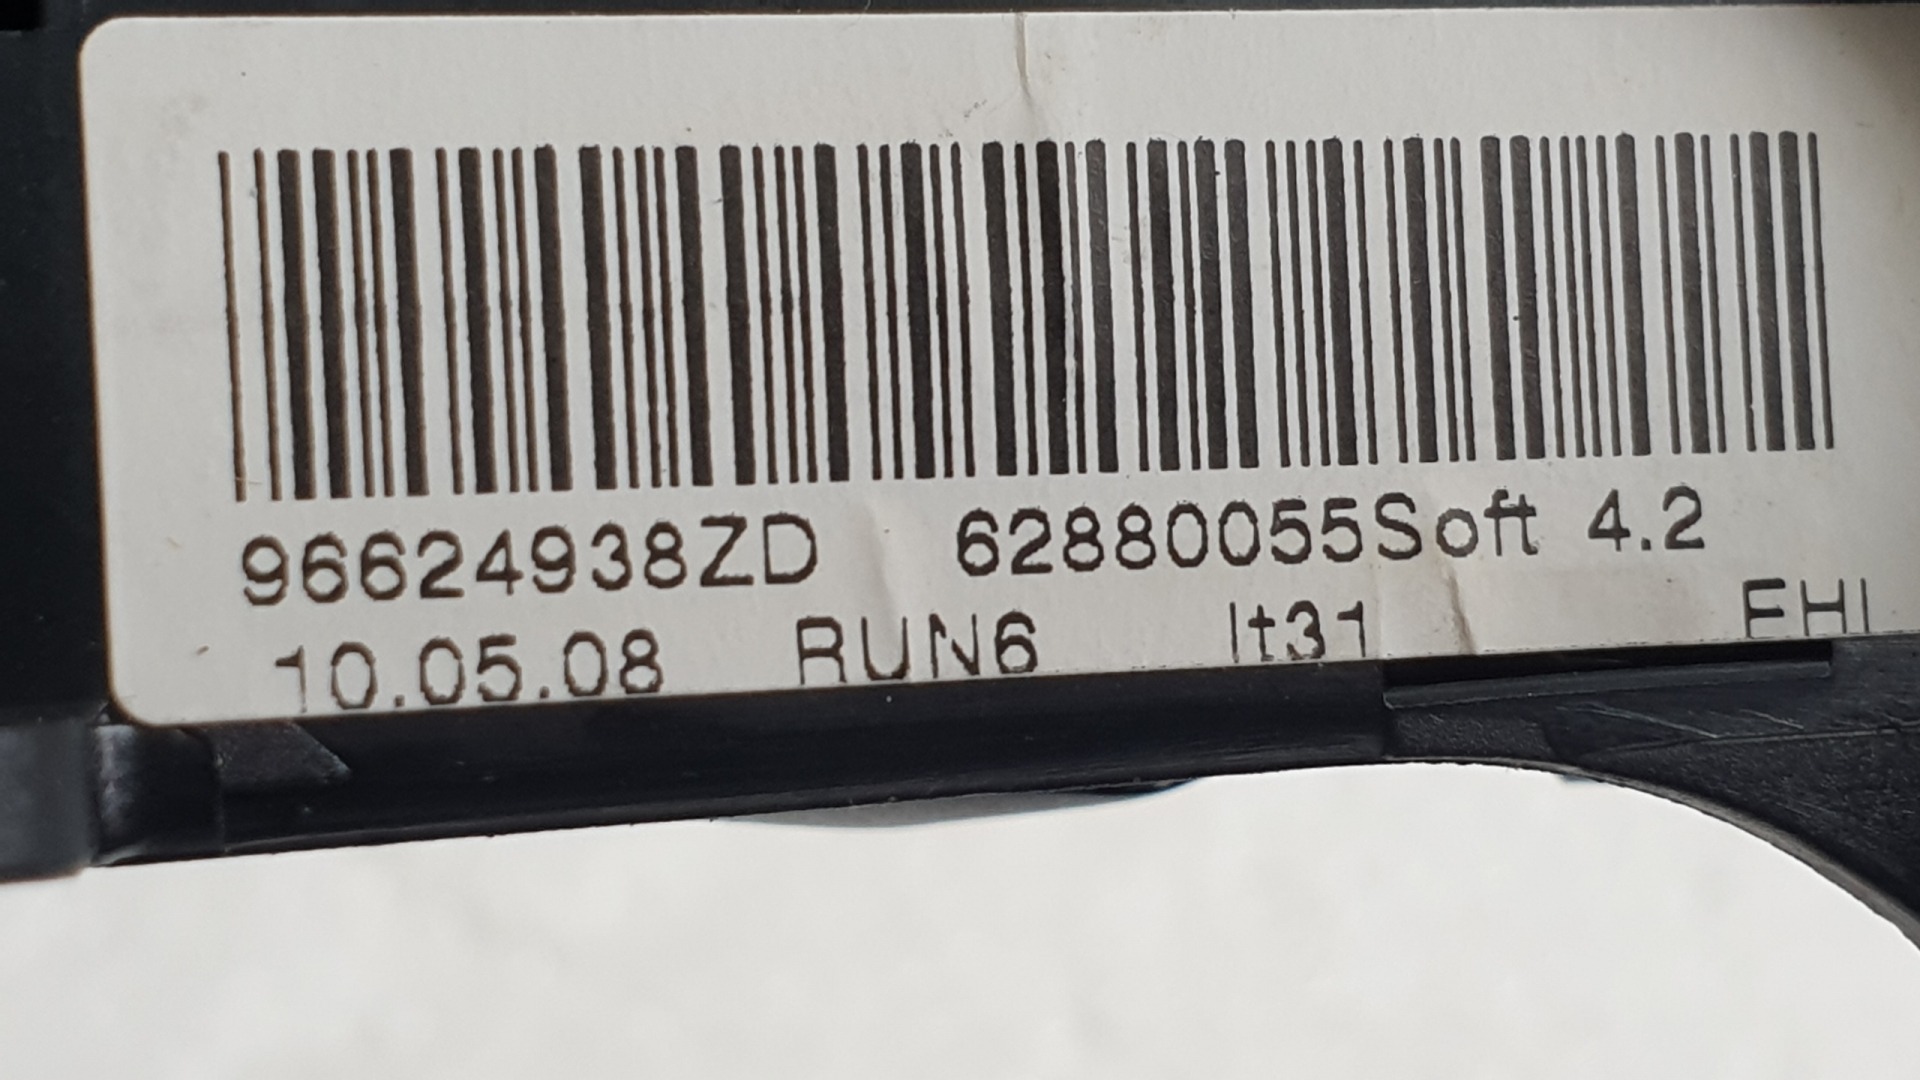 96624938ZD 62880055Soft 4.2
10.05.08 RUN6 lt31